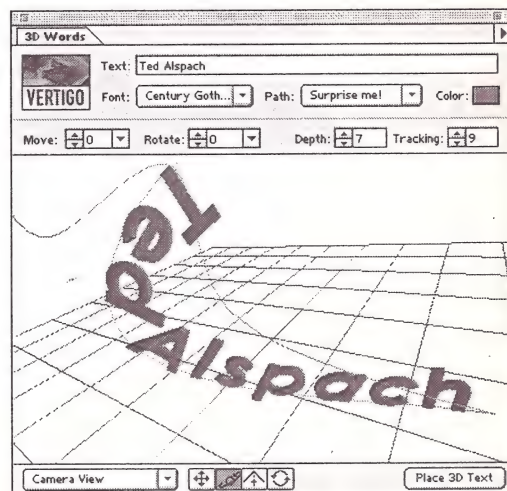 3D Words
Text: Ted Alspach
VERTIGO
Font: Century Goth... Path: Surprise me! Color:
Move: 0 Rotate: 0 Depth: 7 Tracking: 9
Ted Alspach
Camera View Place 3D Text